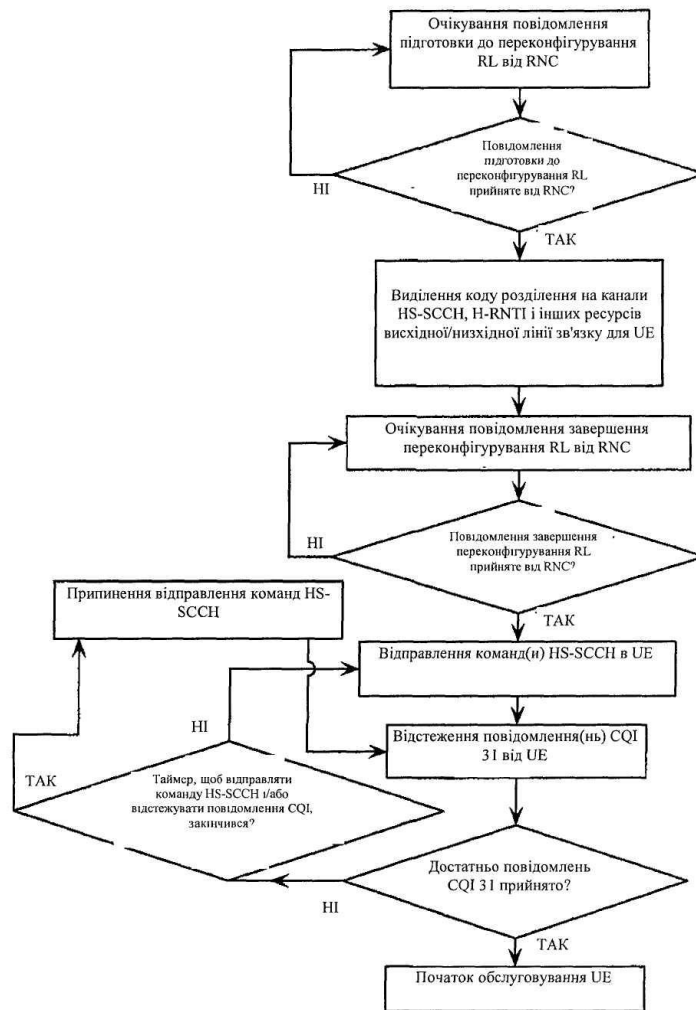 Очікування повідомлення
підготовки до переконфігурування
RL від RNC
Повідомлення
підготовки до
переконфігурування RL
прийняте від RNC?
НІ
ТАК
Виділення коду розділення на канали
HS-SCCH, H-RNTI і інших ресурсів
висхідної/низхідної лінії зв'язку для UE
Очікування повідомлення завершення
переконфігурування RL від RNC
НІ
Повідомлення завершення
переконфігурування RL
прийняте від RNC?
ТАК
Припинення відправлення команд HS-
SCCH
Відправлення команд(и) HS-SCCH в UE
НІ
Відстеження повідомлення(нь) CQI
31 від UE
ТАК
Таймер, щоб відправляти
команду HS-SCCH і/або
відстежувати повідомлення CQI,
закінчився?
Достатньо повідомлень
CQI 31 прийнято?
НІ
ТАК
Початок обслуговування UE